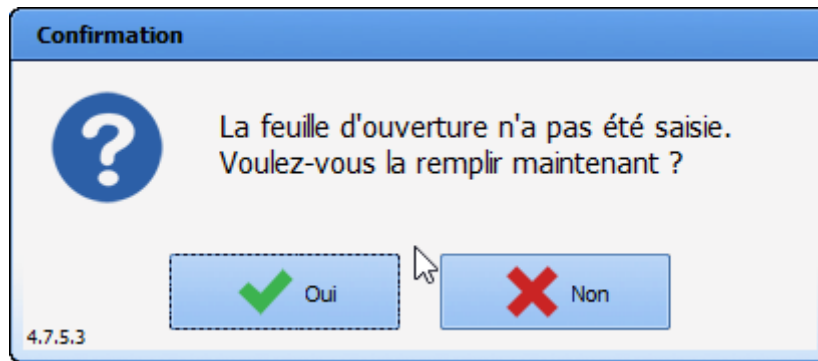 Confirmation
La feuille d'ouverture n'a pas été saisie.
Voulez-vous la remplir maintenant ?
Oui
Non
4.7.5.3